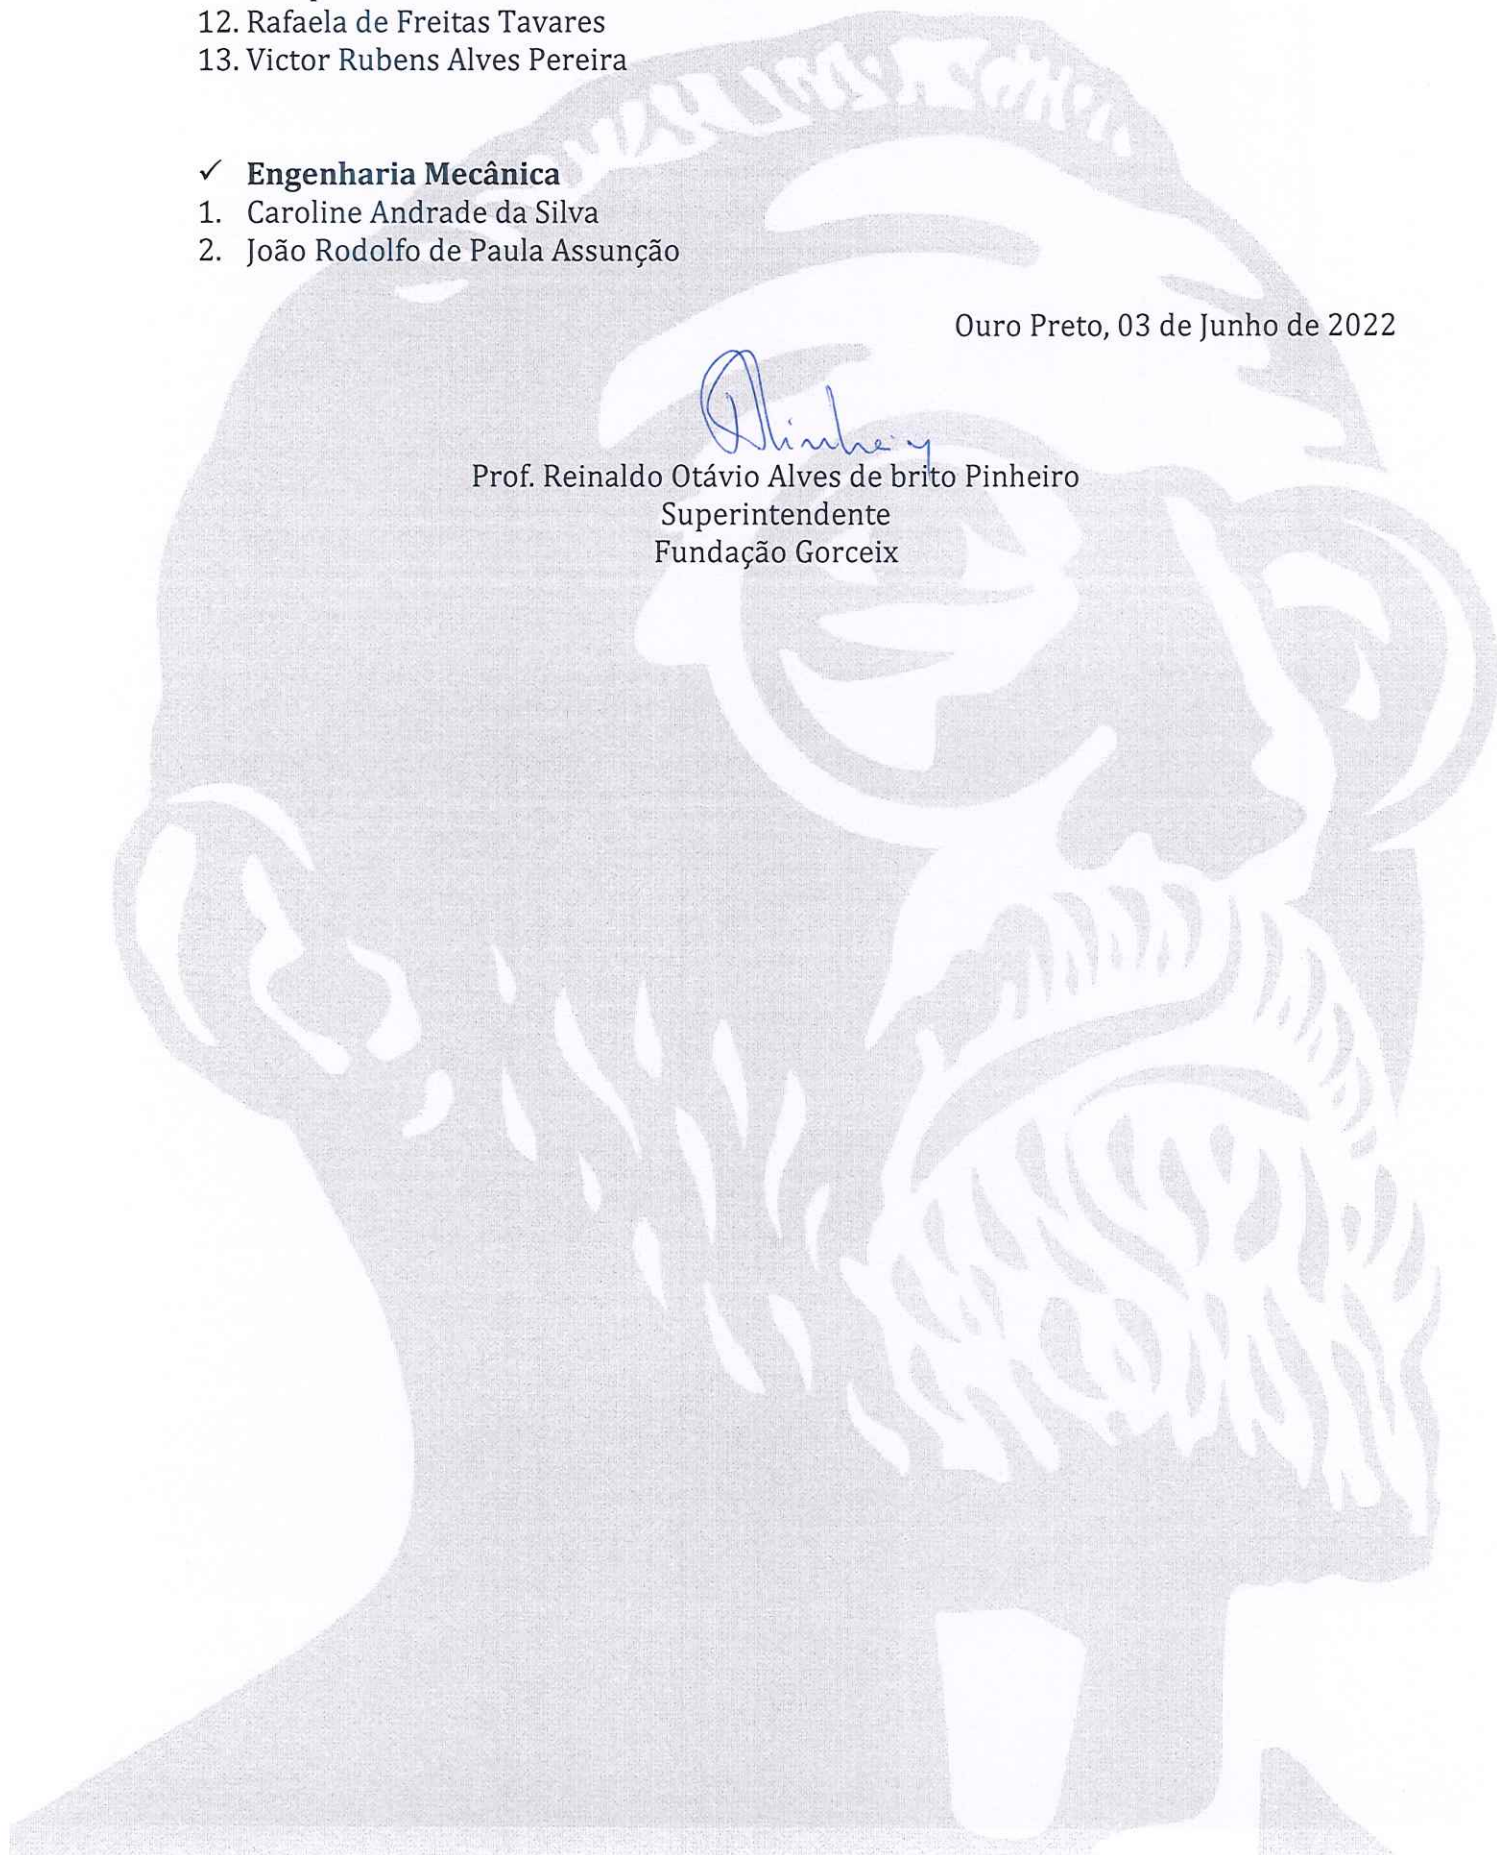 12. Rafaela de Freitas Tavares
13. Victor Rubens Alves Pereira
✓ Engenharia Mecânica
1. Caroline Andrade da Silva
2. João Rodolfo de Paula Assunção
Ouro Preto, 03 de Junho de 2022
Prof. Reinaldo Otávio Alves de brito Pinheiro
Superintendente
Fundação Gorceix